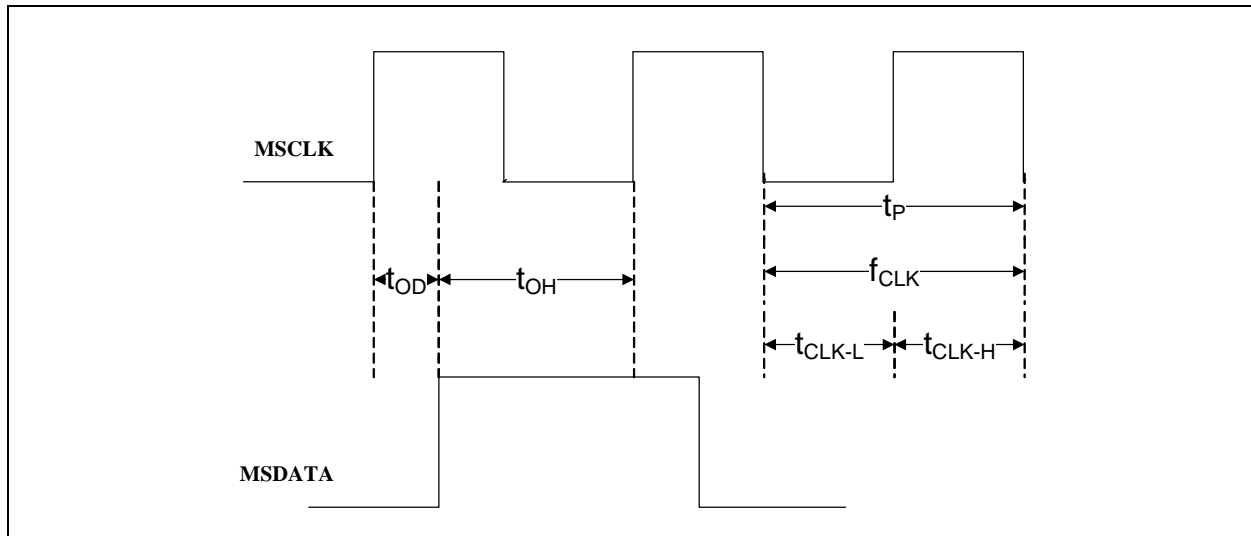 MSCLK
tP
fCLK
tOD
tOH
tCLK-L
tCLK-H
MSDATA